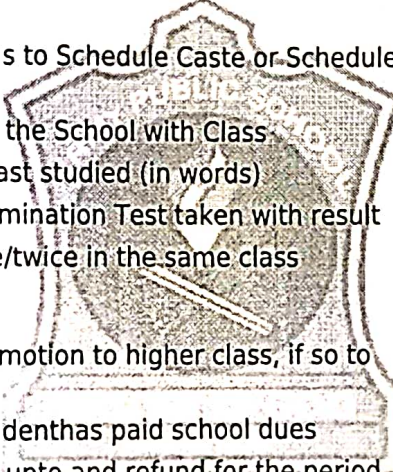 s to Schedule Caste or Schedule
PUBLIC SCHOOL
the School with Class
ast studied (in words)
mination Test taken with result
e/twice in the same class
motion to higher class, if so to
denthas paid school dues
upto and refund for the period